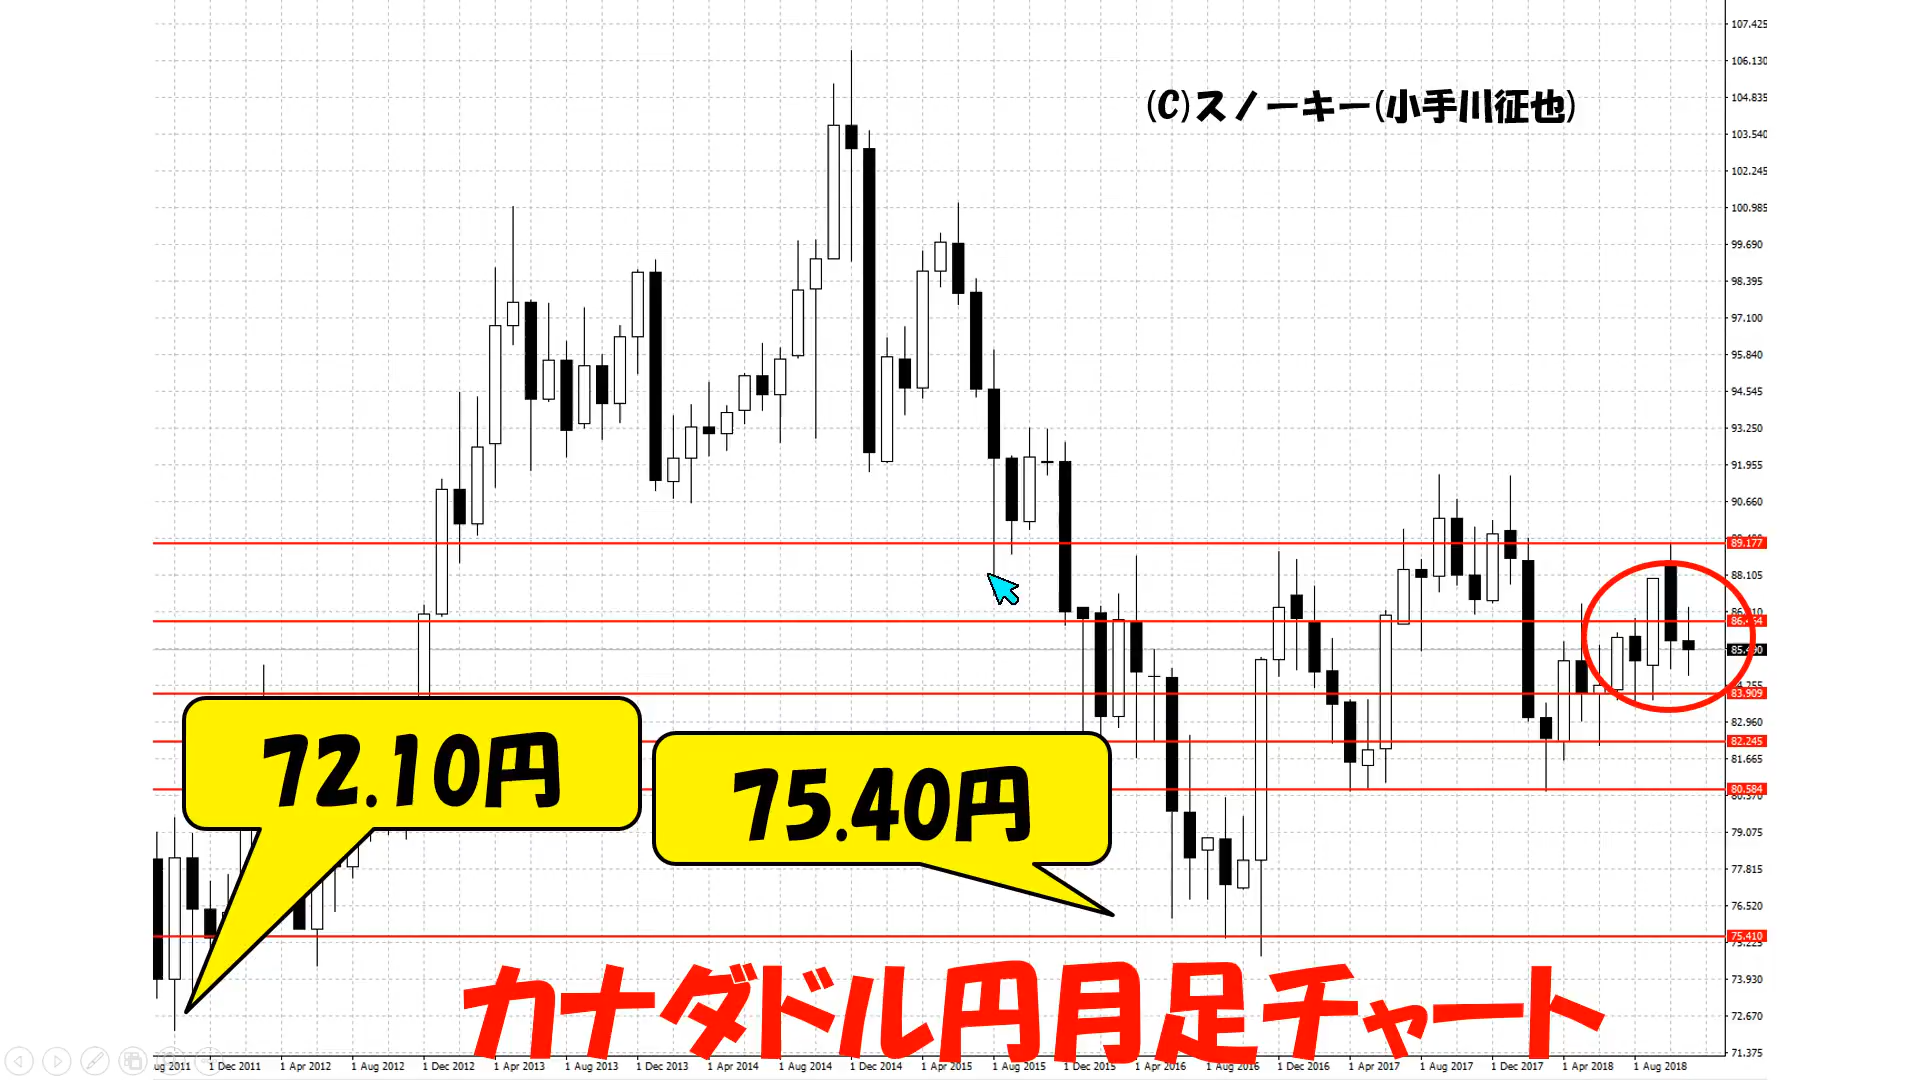 107.425
106.130
(C)スノーキー(小手川征也)
104.835
103.540
102.245
100.985
99.690
98.395
97.100
95.840
94.545
93.250
91.955
90.660
89.177
88.105
83.909
82.960
82.245
81.665
80.584
79.075
77.815
76.520
75.410
73.930
72.670
71.375
72.10円
75.40円
カナダドル円月足チャート
1 Dec 2011
1 Apr 2012
1 Aug 2012
1 Dec 2012
1 Apr 2013
1 Aug 2013
1 Dec 2013
1 Apr 2014
1 Aug 2014
1 Dec 2014
1 Apr 2015
1 Aug 2015
1 Dec 2015
1 Apr 2016
1 Aug 2016
1 Dec 2016
1 Apr 2017
1 Aug 2017
1 Dec 2017
1 Apr 2018
1 Aug 2018